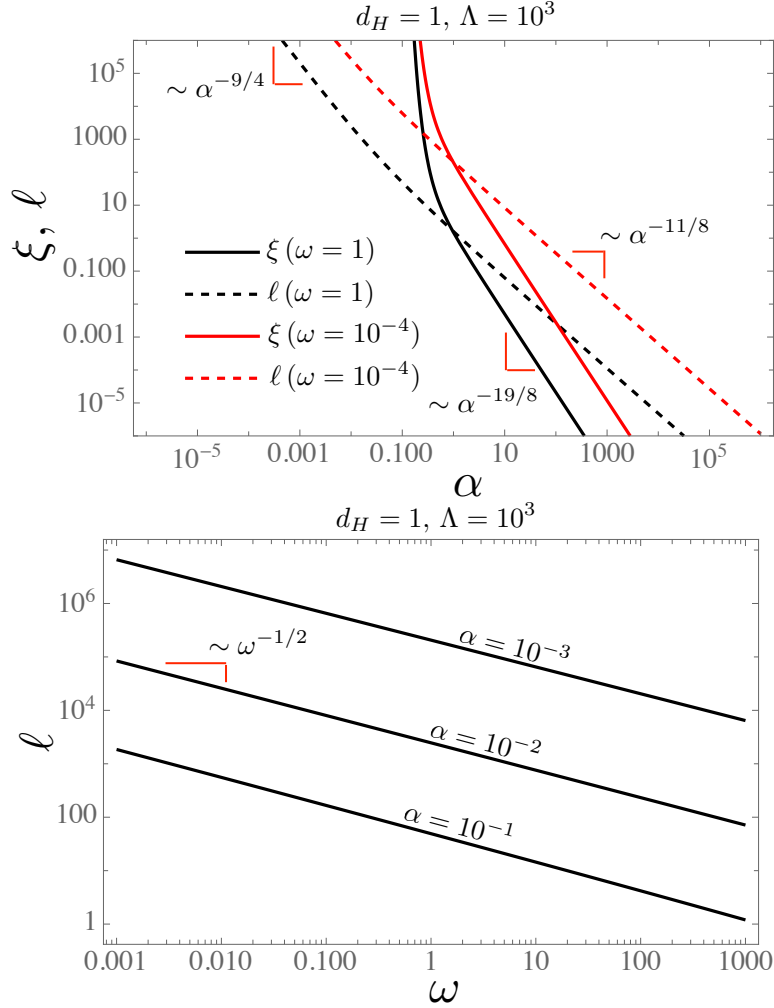 d_H = 1, Λ = 10^3
10^5
1000
10
0.100
0.001
10^-5
ξ, ℓ
~ α^-9/4
~ α^-11/8
~ α^-19/8
ξ (ω = 1)
ℓ (ω = 1)
ξ (ω = 10^-4)
ℓ (ω = 10^-4)
10^-5 0.001 0.100 10 1000 10^5
α
d_H = 1, Λ = 10^3
10^6
10^4
100
1
ℓ
~ ω^-1/2
α = 10^-3
α = 10^-2
α = 10^-1
0.001 0.010 0.100 1 10 100 1000
ω